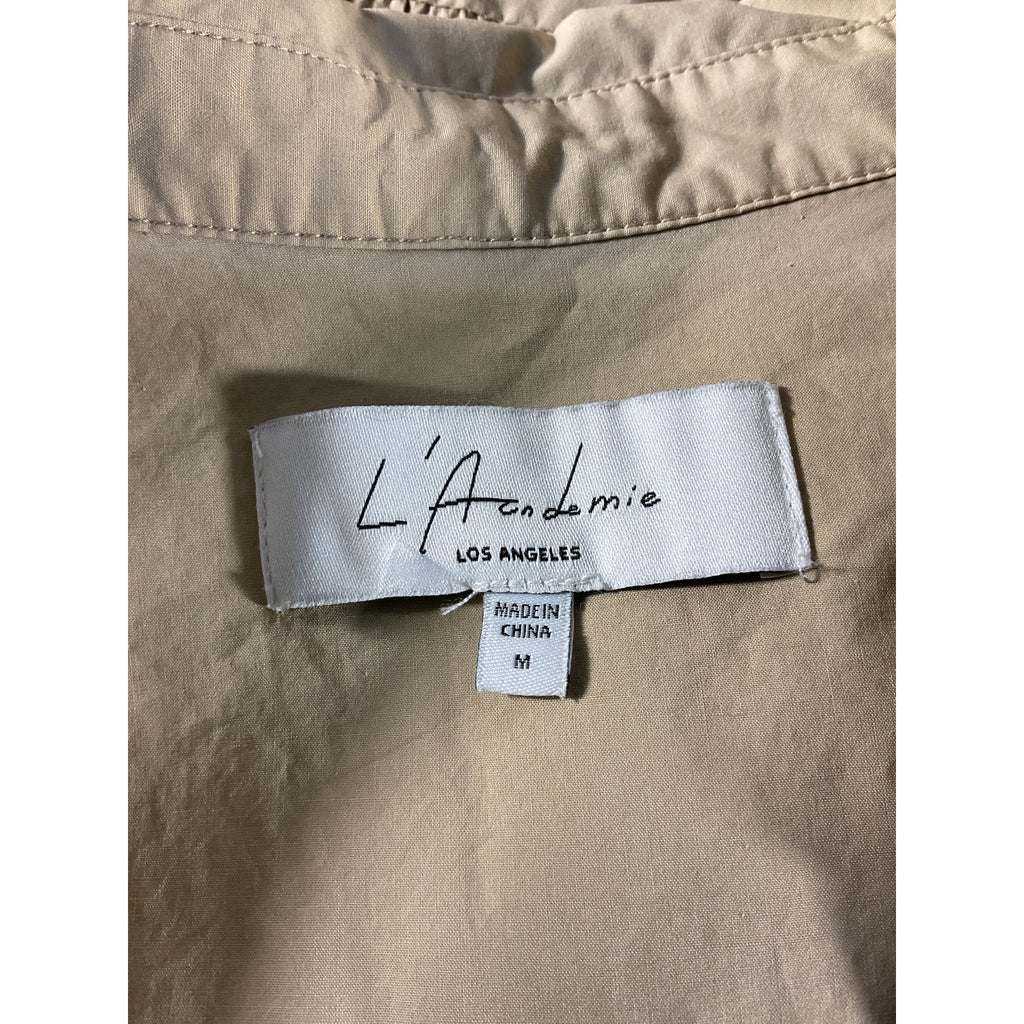 L'Academie
LOS ANGELES
MADE IN
CHINA
M